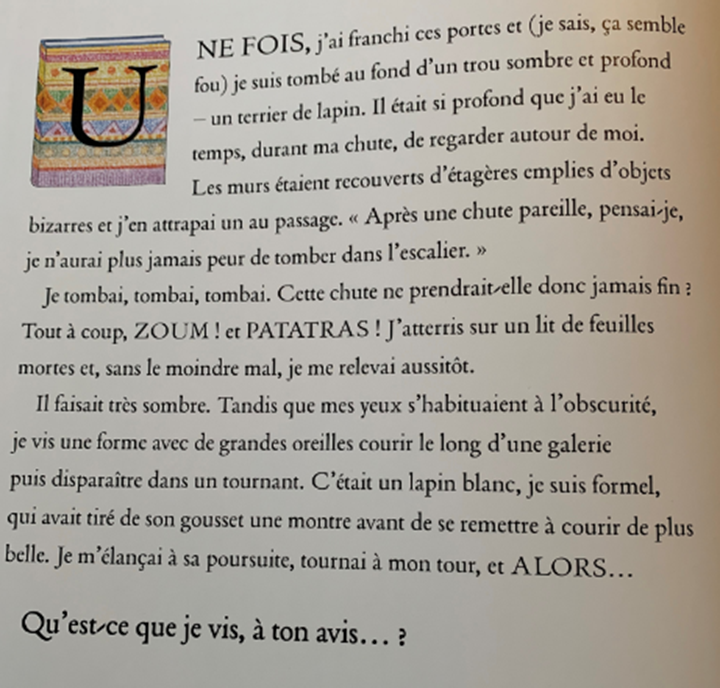 UNE FOIS, j'ai franchi ces portes et (je sais, ça semble
fou) je suis tombé au fond d'un trou sombre et profond
– un terrier de lapin. Il était si profond que j'ai eu le
temps, durant ma chute, de regarder autour de moi.
Les murs étaient recouverts d'étagères emplies d'objets
bizarres et j'en attrapai un au passage. « Après une chute pareille, pensai-je,
je n'aurai plus jamais peur de tomber dans l'escalier. »
Je tombai, tombai, tombai. Cette chute ne prendrait-elle donc jamais fin ?
Tout à coup, ZOUM ! et PATATRAS ! J'atterris sur un lit de feuilles
mortes et, sans le moindre mal, je me relevai aussitôt.
Il faisait très sombre. Tandis que mes yeux s'habituaient à l'obscurité,
je vis une forme avec de grandes oreilles courir le long d'une galerie
puis disparaître dans un tournant. C'était un lapin blanc, je suis formel,
qui avait tiré de son gousset une montre avant de se remettre à courir de plus
belle. Je m'élançai à sa poursuite, tournai à mon tour, et ALORS...
Qu'est-ce que je vis, à ton avis... ?